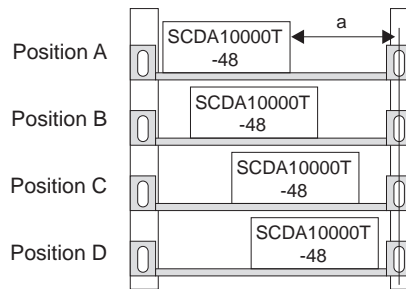 SCDA10000T
-48
a
Position A
SCDA10000T
-48
Position B
SCDA10000T
-48
Position C
SCDA10000T
-48
Position D